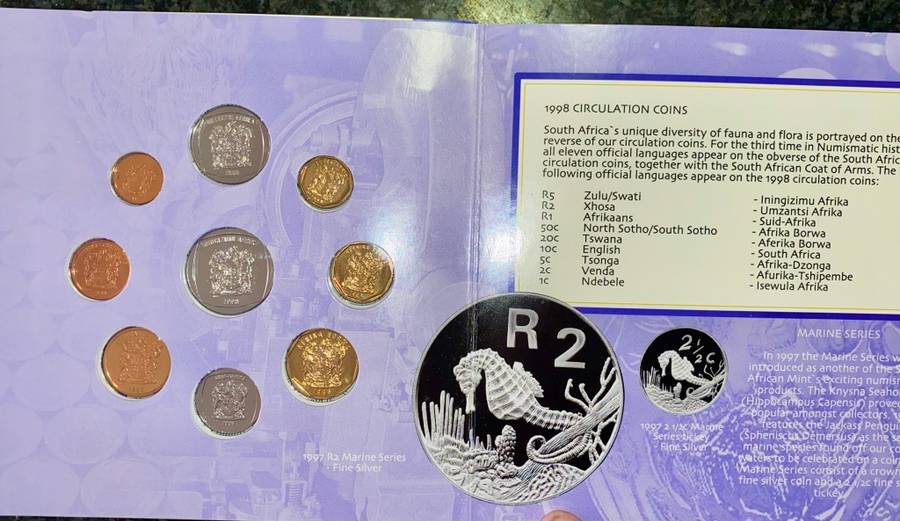 1998 CIRCULATION COINS
South Africa`s unique diversity of fauna and flora is portrayed on the
reverse of our circulation coins. For the third time in Numismatic hist
all eleven official languages appear on the obverse of the South Afric
circulation coins, together with the South African Coat of Arms. The
following official languages appear on the 1998 circulation coins:
R5 Zulu/Swati - Iningizimu Afrika
R2 Xhosa - Umzantsi Afrika
R1 Afrikaans - Suid-Afrika
50c North Sotho/South Sotho - Afrika Borwa
20c Tswana - Aferika Borwa
10c English - South Africa
5c Tsonga - Afrika-Dzonga
2c Venda - Afurika-Tshipembe
1c Ndebele - Isewula Afrika
R 2
2 1/2 C
1997 R2 Marine Series
- Fine Silver
1997 2 1/2c Marine
Series tickey
Fine Silver
MARINE SERIES
In 1997 the Marine Series w
introduced as another of the S
African Mint`s exciting numis
products. The Knysna Seaho
(Hippocampus Capensis) prove
popular amongst collectors,
features the Jackass Pengui
(Spheniscus Demersus) as the se
marine species found off our co
waters to be celebrated on a coin
Marine Series consist of a crown
fine silver coin and a 2 1/2c fine s
tickey